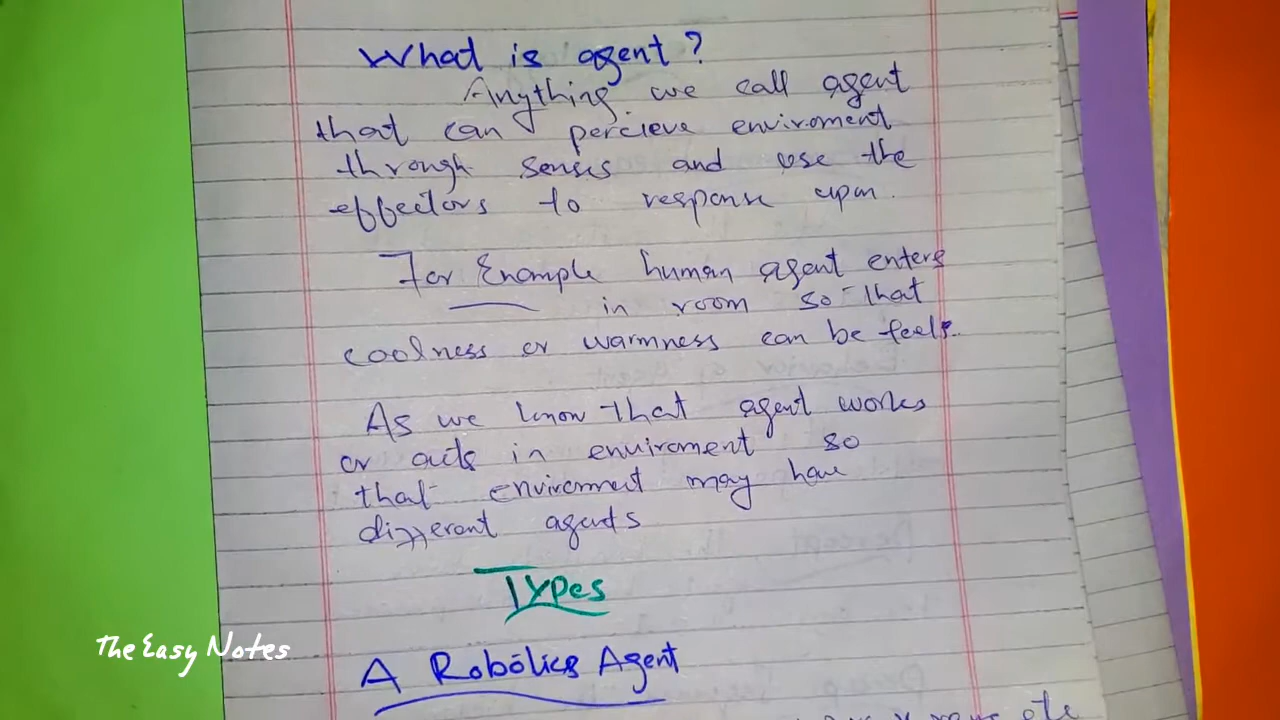 What is agent?
Anything we call agent
that can percieve enviroment
through senses and use the
effectors to response upon.
For Example human agent enters
in room so that
coolness or warmness can be feels.
As we know that agent works
or acts in enviroment so
that enviroment may have
different agents
Types
A Robotics Agent
The Easy Notes